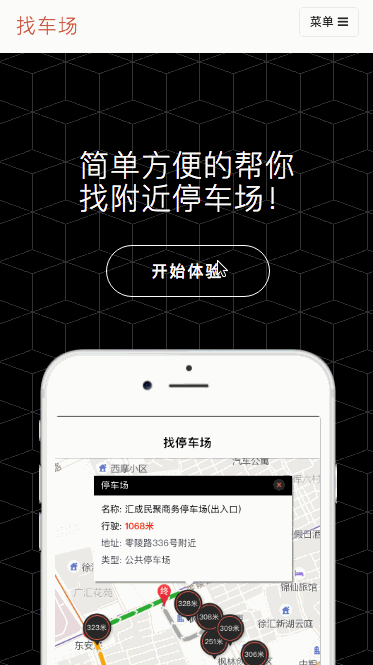 找车场
菜单
简单方便的帮你
找附近停车场！
开始体验
找停车场
西摩小区
汽车公寓
停车场
名称: 汇成民聚商务停车场(出入口)
行驶: 1068米
地址: 零陵路336号附近
类型: 公共停车场
广汇花苑
终
锦仙旅馆
328米
308米
徐汇新湖云庭
323米
309米
251米
306米
东安